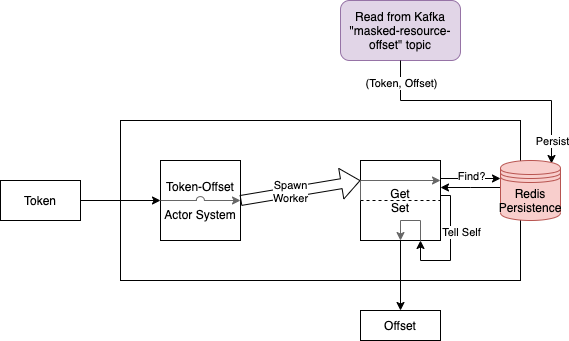 Read from Kafka
"masked-resource-
offset" topic
(Token, Offset)
Persist
Token
Token-Offset
Actor System
Spawn
Worker
Get
Set
Find?
Tell Self
Redis
Persistence
Offset